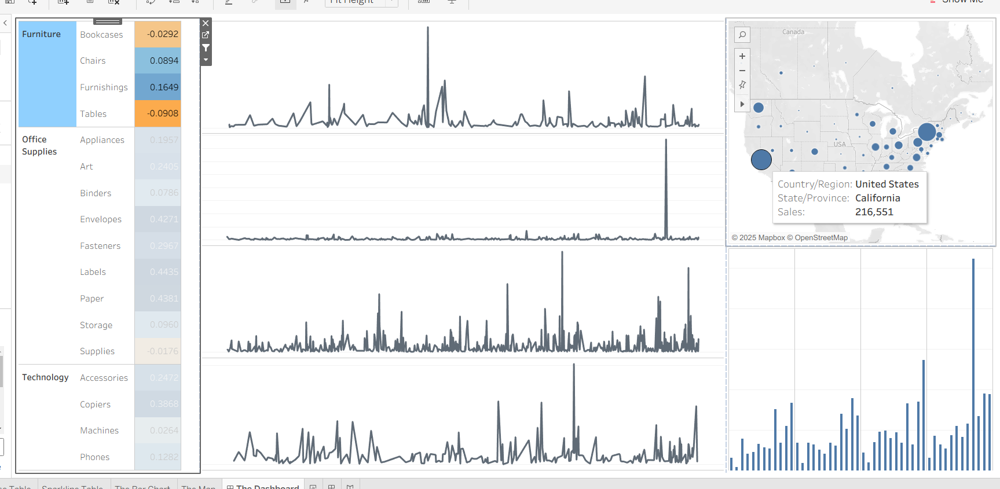 Fit Height
Show Me
Furniture
Bookcases -0.0292
Chairs 0.0894
Furnishings 0.1649
Tables -0.0908
Office
Supplies
Appliances 0.1957
Art 0.2405
Binders 0.0786
Envelopes 0.4271
Fasteners 0.2967
Labels 0.4435
Paper 0.4381
Storage 0.0960
Supplies -0.0176
Technology
Accessories 0.2472
Copiers 0.3868
Machines 0.0264
Phones 0.1282
Canada
USA
Country/Region: United States
State/Province: California
Sales: 216,551
© 2025 Mapbox © OpenStreetMap
Table
Sparkline Table
The Bar Chart
The Map
The Dashboard